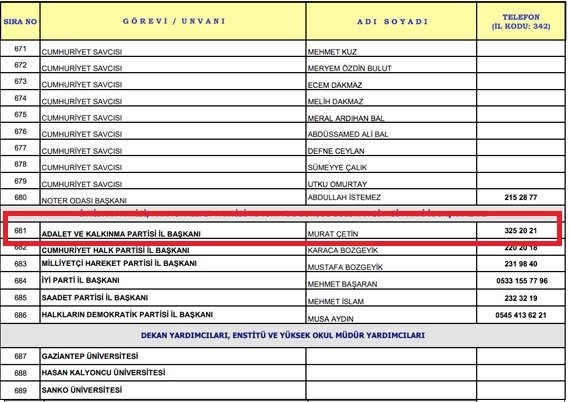 SIRA NO GÖREVİ / UNVANI ADI SOYADI TELEFON (İL KODU: 342)
671 CUMHURİYET SAVCISI MEHMET KUZ
672 CUMHURİYET SAVCISI MERYEM ÖZDİN BULUT
673 CUMHURİYET SAVCISI ECEM DAKMAZ
674 CUMHURİYET SAVCISI MELİH DAKMAZ
675 CUMHURİYET SAVCISI MERAL ARDIHAN BAL
676 CUMHURİYET SAVCISI ABDÜSSAMED ALİ BAL
677 CUMHURİYET SAVCISI DEFNE CEYLAN
678 CUMHURİYET SAVCISI SÜMEYYE ÇALIK
679 CUMHURİYET SAVCISI UTKU OMURTAY
680 NOTER ODASI BAŞKANI ABDULLAH İSTEMEZ 215 28 77
681 ADALET VE KALKINMA PARTİSİ İL BAŞKANI MURAT ÇETİN 325 20 21
682 CUMHURİYET HALK PARTİSİ İL BAŞKANI KARACA BOZGEYİK 220 20 18
683 MİLLİYETÇİ HAREKET PARTİSİ İL BAŞKANI MUSTAFA BOZGEYİK 231 98 40
684 İYİ PARTİ İL BAŞKANI MEHMET BAŞARAN 0533 155 77 96
685 SAADET PARTİSİ İL BAŞKANI MEHMET İSLAM 232 32 19
686 HALKLARIN DEMOKRATİK PARTİSİ İL BAŞKANI MUSA AYDIN 0545 413 62 21
DEKAN YARDIMCILARI, ENSTİTÜ VE YÜKSEK OKUL MÜDÜR YARDIMCILARI
687 GAZİANTEP ÜNİVERSİTESİ
688 HASAN KALYONCU ÜNİVERSİTESİ
689 SANKO ÜNİVERSİTESİ